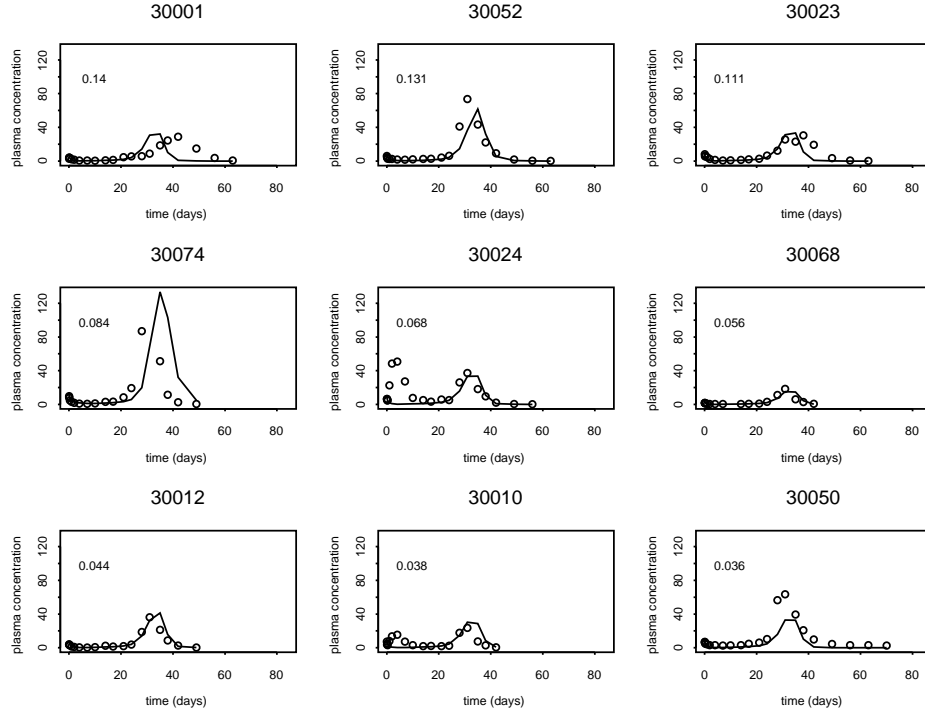 30001
30052
30023
plasma concentration
0 40 80 120
0.14
0 20 40 60 80
time (days)
plasma concentration
0 40 80 120
0.131
0 20 40 60 80
time (days)
plasma concentration
0 40 80 120
0.111
0 20 40 60 80
time (days)
30074
30024
30068
plasma concentration
0 40 80 120
0.084
0 20 40 60 80
time (days)
plasma concentration
0 40 80 120
0.068
0 20 40 60 80
time (days)
plasma concentration
0 40 80 120
0.056
0 20 40 60 80
time (days)
30012
30010
30050
plasma concentration
0 40 80 120
0.044
0 20 40 60 80
time (days)
plasma concentration
0 40 80 120
0.038
0 20 40 60 80
time (days)
plasma concentration
0 40 80 120
0.036
0 20 40 60 80
time (days)